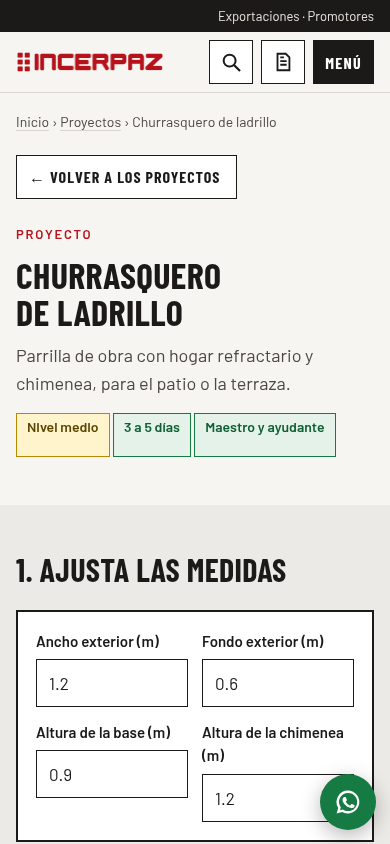 Exportaciones · Promotores
INCERPAZ
MENÚ
Inicio › Proyectos › Churrasquero de ladrillo
← VOLVER A LOS PROYECTOS
PROYECTO
CHURRASQUERO
DE LADRILLO
Parrilla de obra con hogar refractario y
chimenea, para el patio o la terraza.
Nivel medio 3 a 5 días Maestro y ayudante
1. AJUSTA LAS MEDIDAS
Ancho exterior (m) Fondo exterior (m)
1.2 0.6
Altura de la base (m) Altura de la chimenea
(m)
0.9 1.2